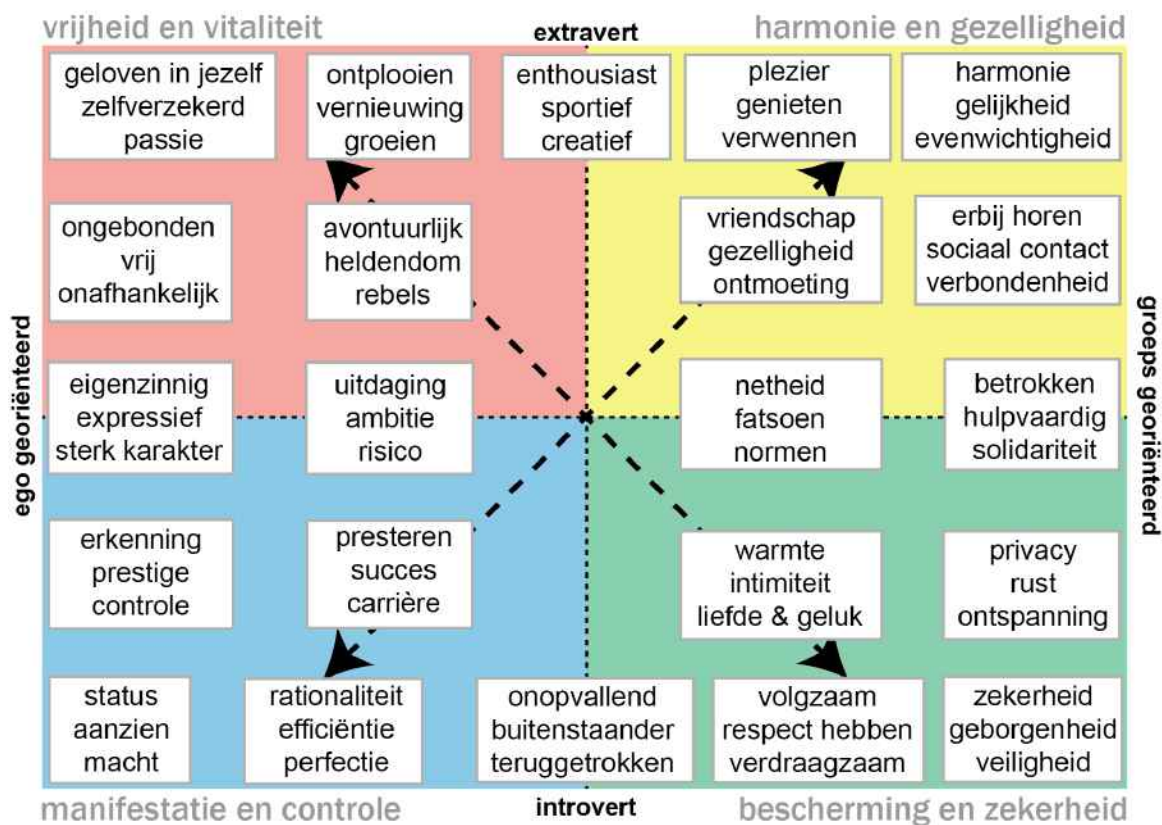 vrijheid en vitaliteit
extravert
harmonie en gezelligheid
geloven in jezelf
zelfverzekerd
passie
ontplooien
vernieuwing
groeien
enthousiast
sportief
creatief
plezier
genieten
verwennen
harmonie
gelijkheid
evenwichtigheid
ongebonden
vrij
onafhankelijk
avontuurlijk
heldendom
rebels
vriendschap
gezelligheid
ontmoeting
erbij horen
sociaal contact
verbondenheid
ego georiënteerd
groeps georiënteerd
eigenzinnig
expressief
sterk karakter
uitdaging
ambitie
risico
netheid
fatsoen
normen
betrokken
hulpvaardig
solidariteit
erkenning
prestige
controle
presteren
succes
carrière
warmte
intimiteit
liefde & geluk
privacy
rust
ontspanning
status
aanzien
macht
rationaliteit
efficiëntie
perfectie
onopvallend
buitenstaander
teruggetrokken
volgzaam
respect hebben
verdraagzaam
zekerheid
geborgenheid
veiligheid
manifestatie en controle
introvert
bescherming en zekerheid